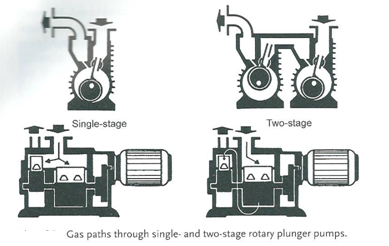 Single-stage
Two-stage
Gas paths through single- and two-stage rotary plunger pumps.